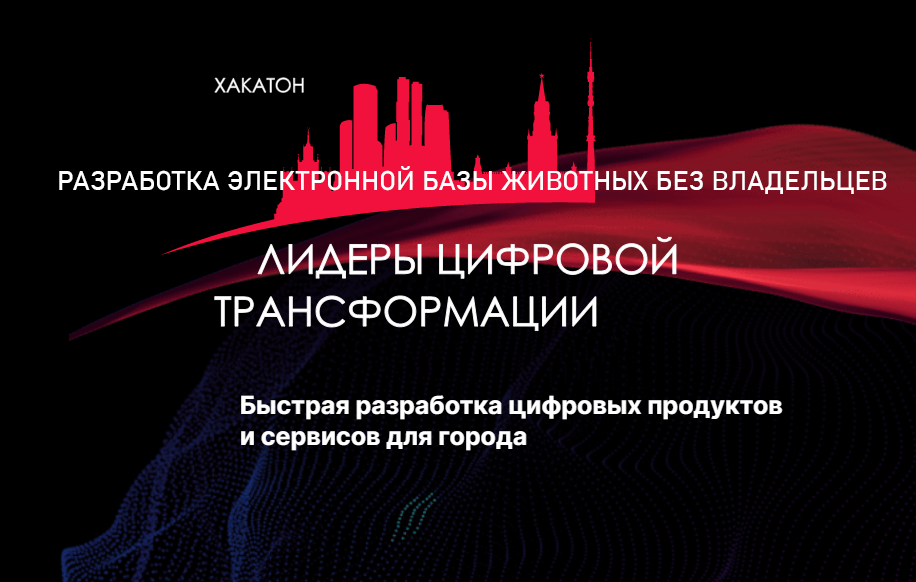 ХАКАТОН
РАЗРАБОТКА ЭЛЕКТРОННОЙ БАЗЫ ЖИВОТНЫХ БЕЗ ВЛАДЕЛЬЦЕВ
ЛИДЕРЫ ЦИФРОВОЙ
ТРАНСФОРМАЦИИ
Быстрая разработка цифровых продуктов
и сервисов для города